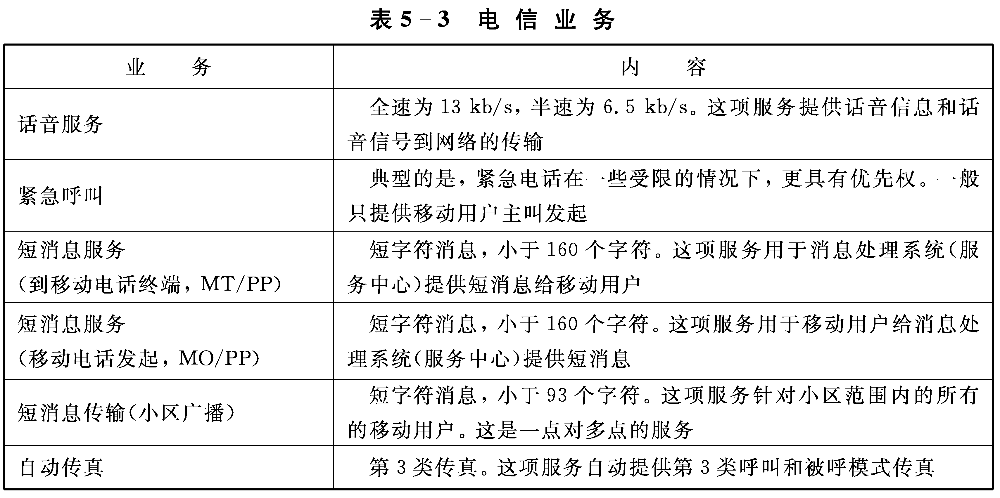 表 5-3 电 信 业 务
业 务
内 容
话音服务
全速为 13 kb/s，半速为 6.5 kb/s。这项服务提供话音信息和话
音信号到网络的传输
紧急呼叫
典型的是，紧急电话在一些受限的情况下，更具有优先权。一般
只提供移动用户主叫发起
短消息服务
（到移动电话终端，MT/PP）
短字符消息，小于 160 个字符。这项服务用于消息处理系统（服
务中心）提供短消息给移动用户
短消息服务
（移动电话发起，MO/PP）
短字符消息，小于 160 个字符。这项服务用于移动用户给消息处
理系统（服务中心）提供短消息
短消息传输（小区广播）
短字符消息，小于 93 个字符。这项服务针对小区范围内的所有
的移动用户。这是一点对多点的服务
自动传真
第 3 类传真。这项服务自动提供第 3 类呼叫和被呼模式传真